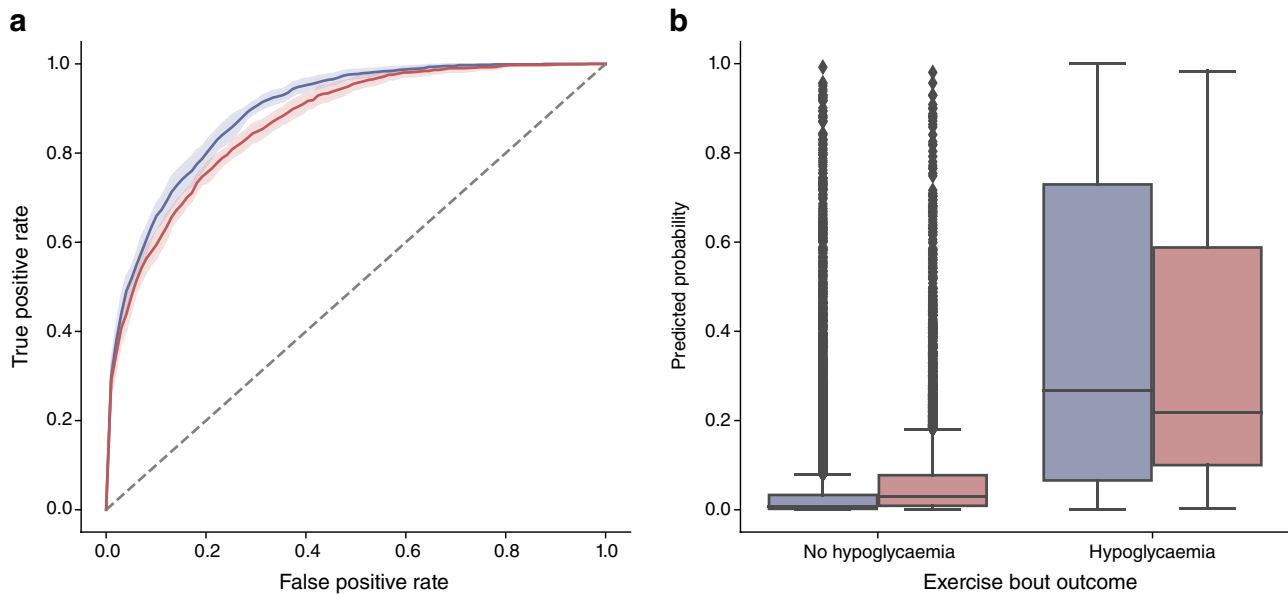 a
1.0
0.8
0.6
0.4
0.2
0.0
True positive rate
0.0 0.2 0.4 0.6 0.8 1.0
False positive rate
b
1.0
0.8
0.6
0.4
0.2
0.0
Predicted probability
No hypoglycaemia Hypoglycaemia
Exercise bout outcome